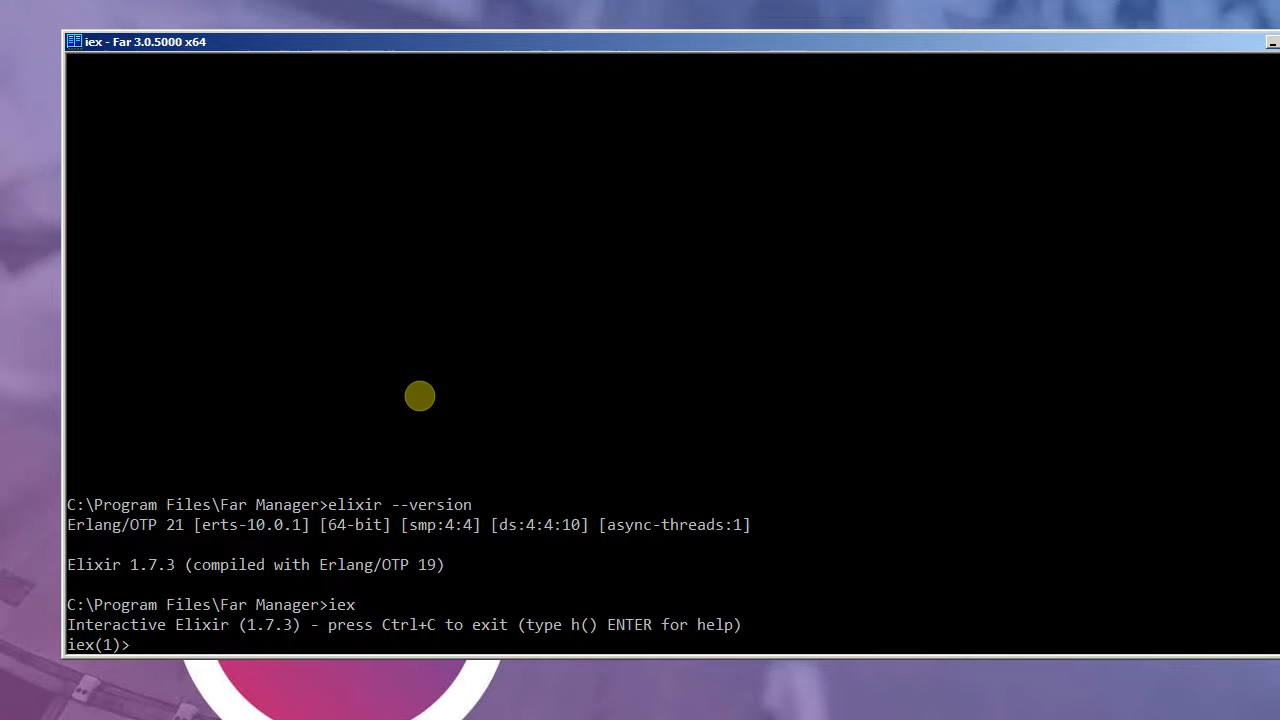 iex - Far 3.0.5000 x64
C:\Program Files\Far Manager>elixir --version
Erlang/OTP 21 [erts-10.0.1] [64-bit] [smp:4:4] [ds:4:4:10] [async-threads:1]
Elixir 1.7.3 (compiled with Erlang/OTP 19)
C:\Program Files\Far Manager>iex
Interactive Elixir (1.7.3) - press Ctrl+C to exit (type h() ENTER for help)
iex(1)>